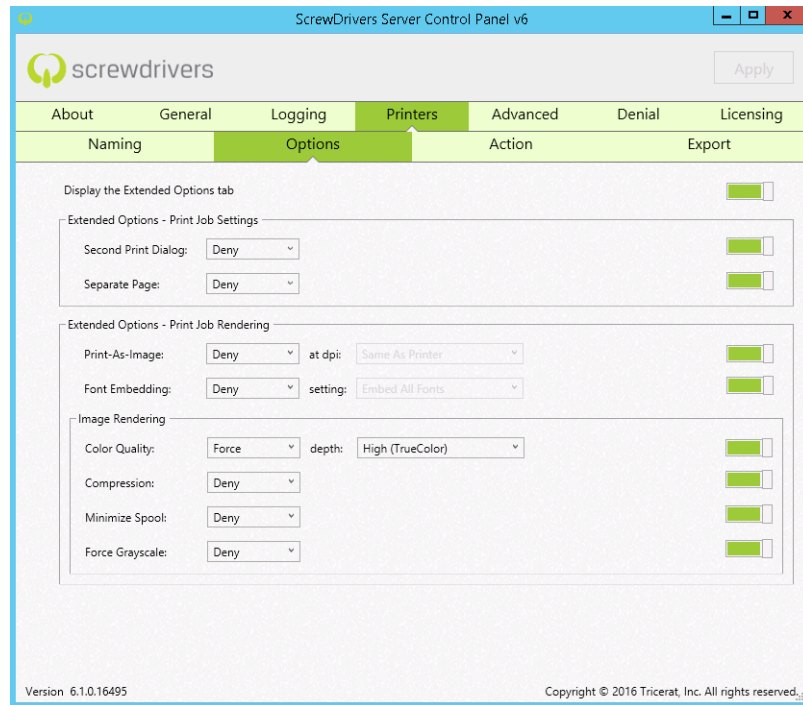 ScrewDrivers Server Control Panel v6
screwdrivers
Apply
About General Logging Printers Advanced Denial Licensing
Naming Options Action Export
Display the Extended Options tab
Extended Options - Print Job Settings
Second Print Dialog: Deny
Separate Page: Deny
Extended Options - Print Job Rendering
Print-As-Image: Deny at dpi: Same As Printer
Font Embedding: Deny setting: Embed All Fonts
Image Rendering
Color Quality: Force depth: High (TrueColor)
Compression: Deny
Minimize Spool: Deny
Force Grayscale: Deny
Version 6.1.0.16495 Copyright © 2016 Tricerat, Inc. All rights reserved.